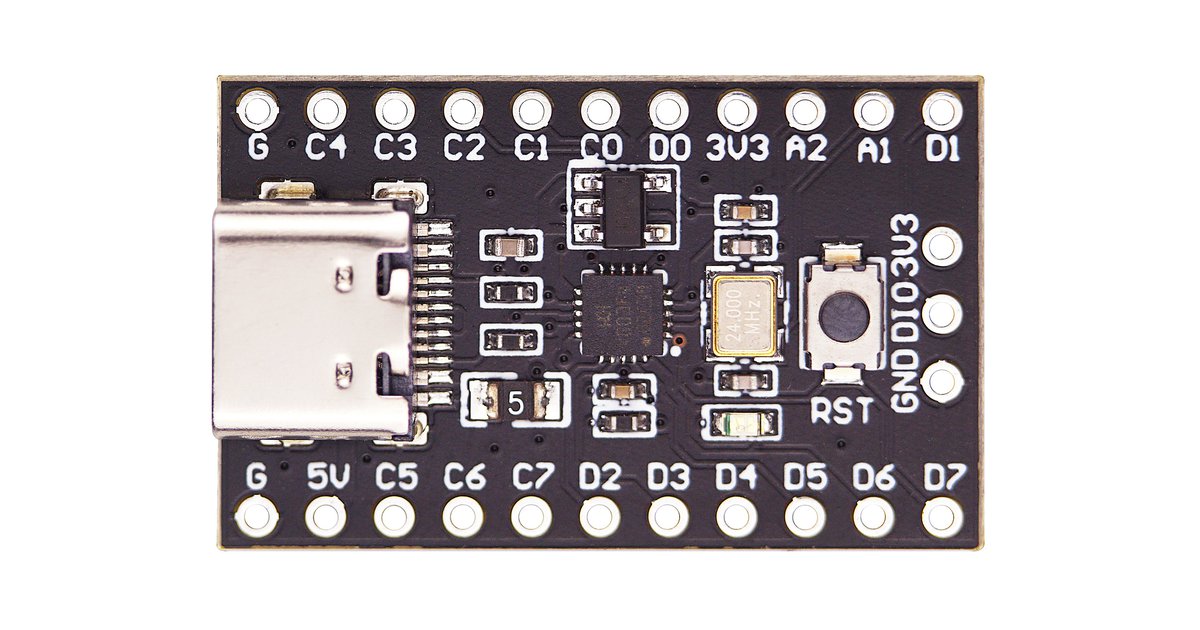 G C4 C3 C2 C1 C0 D0 3V3 A2 A1 D1
24.000
MHz.
5
GND DIO 3V3
RST
G 5V C5 C6 C7 D2 D3 D4 D5 D6 D7